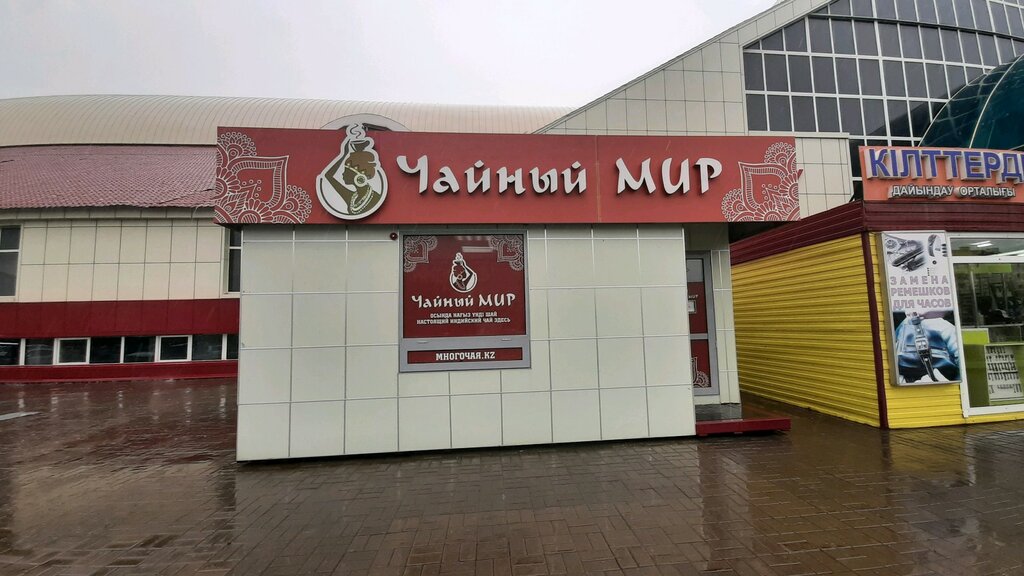 Чайный МИР
Чайный МИР
ОСЫНДА НАҒЫЗ ҮНДІ ШАЙ
НАСТОЯЩИЙ ИНДИЙСКИЙ ЧАЙ ЗДЕСЬ
МНОГОЧАЯ.KZ
КІЛТТЕРДІ
ДАЙЫНДАУ ОРТАЛЫҒЫ
ЗАМЕНА
РЕМЕШКОВ
ДЛЯ ЧАСОВ